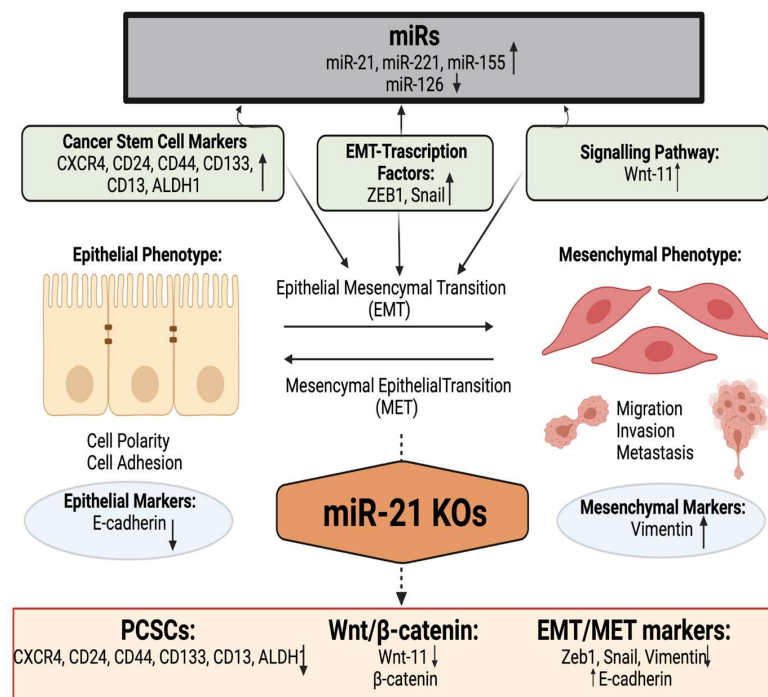 miRs
miR-21, miR-221, miR-155
miR-126
Cancer Stem Cell Markers
CXCR4, CD24, CD44, CD133,
CD13, ALDH1
EMT-Trascription
Factors:
ZEB1, Snail
Signalling Pathway:
Wnt-11
Epithelial Phenotype:
Mesenchymal Phenotype:
Epithelial Mesencymal Transition
(EMT)
Mesencymal EpithelialTransition
(MET)
Cell Polarity
Cell Adhesion
Migration
Invasion
Metastasis
Epithelial Markers:
E-cadherin
miR-21 KOs
Mesenchymal Markers:
Vimentin
PCSCs:
CXCR4, CD24, CD44, CD133, CD13, ALDH1
Wnt/β-catenin:
Wnt-11
β-catenin
EMT/MET markers:
Zeb1, Snail, Vimentin
E-cadherin